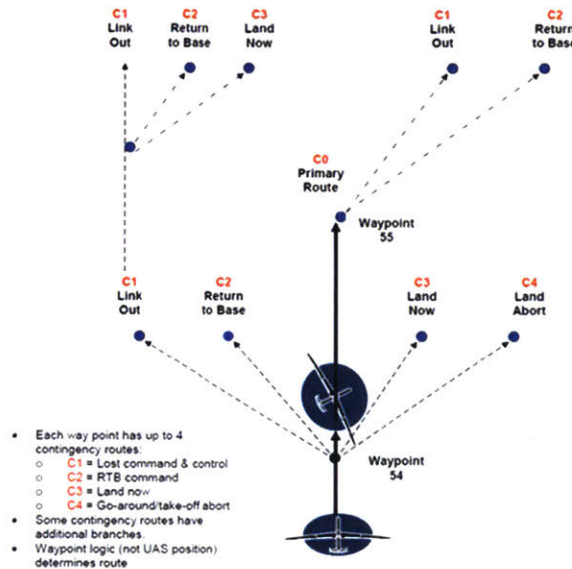 C1
Link
Out
C2
Return
to Base
C3
Land
Now
C1
Link
Out
C2
Return
to Base
C0
Primary
Route
Waypoint
55
C1
Link
Out
C2
Return
to Base
C3
Land
Now
C4
Land
Abort
Waypoint
54
• Each way point has up to 4
contingency routes:
○ C1 = Lost command & control
○ C2 = RTB command
○ C3 = Land now
○ C4 = Go-around/take-off abort
• Some contingency routes have
additional branches.
• Waypoint logic (not UAS position)
determines route